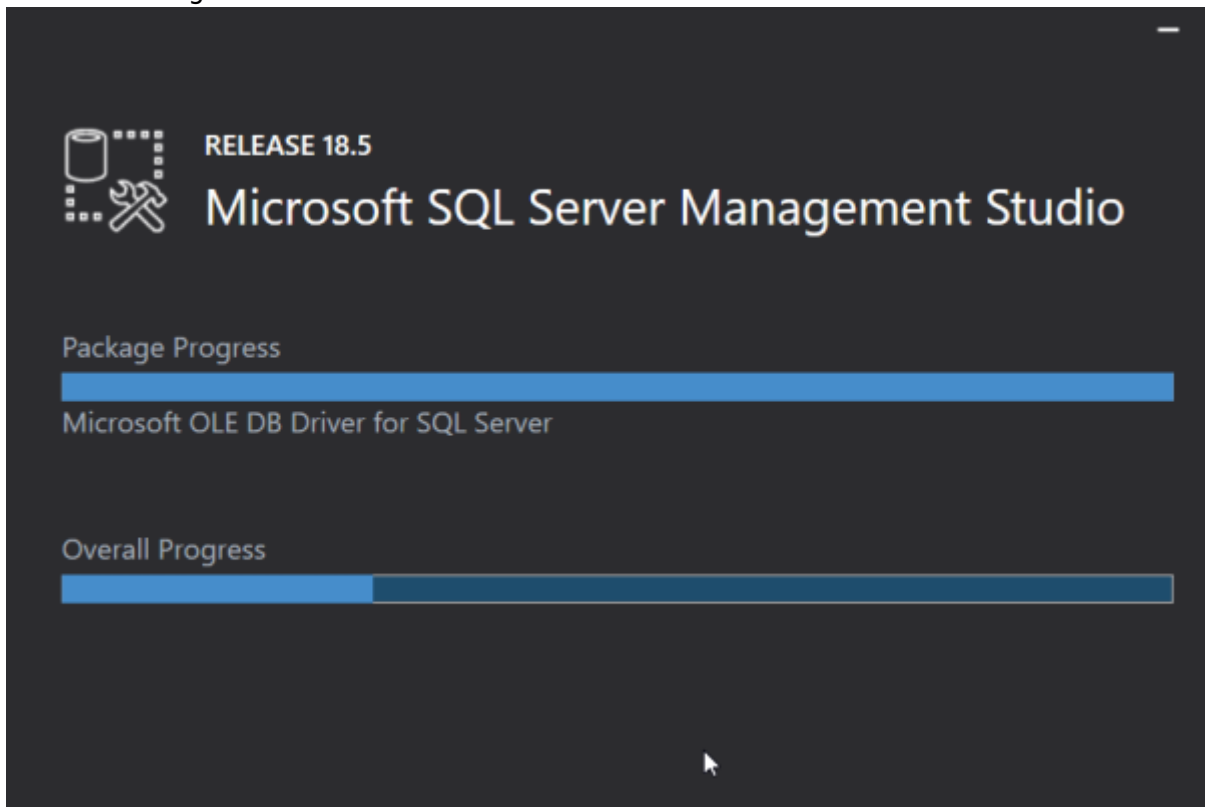 RELEASE 18.5
Microsoft SQL Server Management Studio
Package Progress
Microsoft OLE DB Driver for SQL Server
Overall Progress